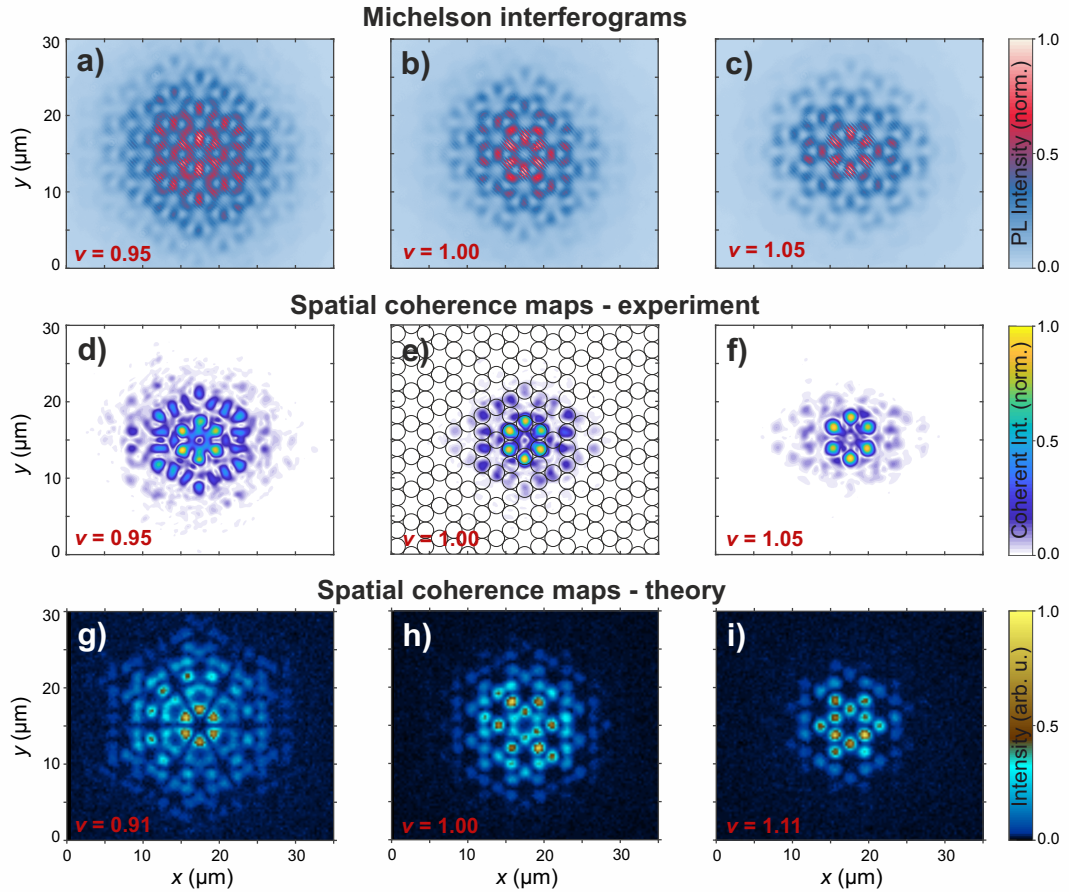 Michelson interferograms
30
20
10
0
y (µm)
a)
v = 0.95
b)
v = 1.00
c)
v = 1.05
1.0
0.5
0.0
PL Intensity (norm.)
Spatial coherence maps - experiment
30
20
10
0
y (µm)
d)
v = 0.95
e)
v = 1.00
f)
v = 1.05
1.0
0.5
0.0
Coherent Int. (norm.)
Spatial coherence maps - theory
30
20
10
0
y (µm)
g)
v = 0.91
h)
v = 1.00
i)
v = 1.11
1.0
0.5
0.0
Intensity (arb. u.)
0 10 20 30
0 10 20 30
0 10 20 30
x (µm)
x (µm)
x (µm)